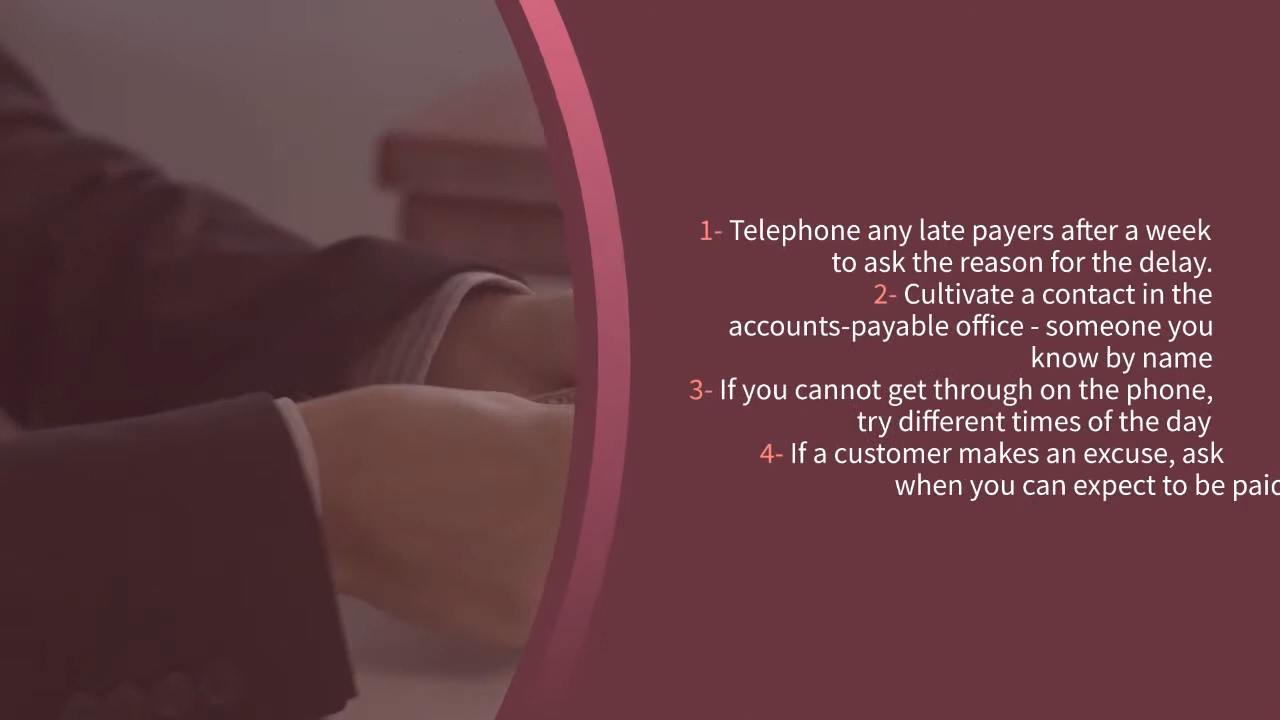 1- Telephone any late payers after a week
to ask the reason for the delay.
2- Cultivate a contact in the
accounts-payable office - someone you
know by name
3- If you cannot get through on the phone,
try different times of the day
4- If a customer makes an excuse, ask
when you can expect to be paid